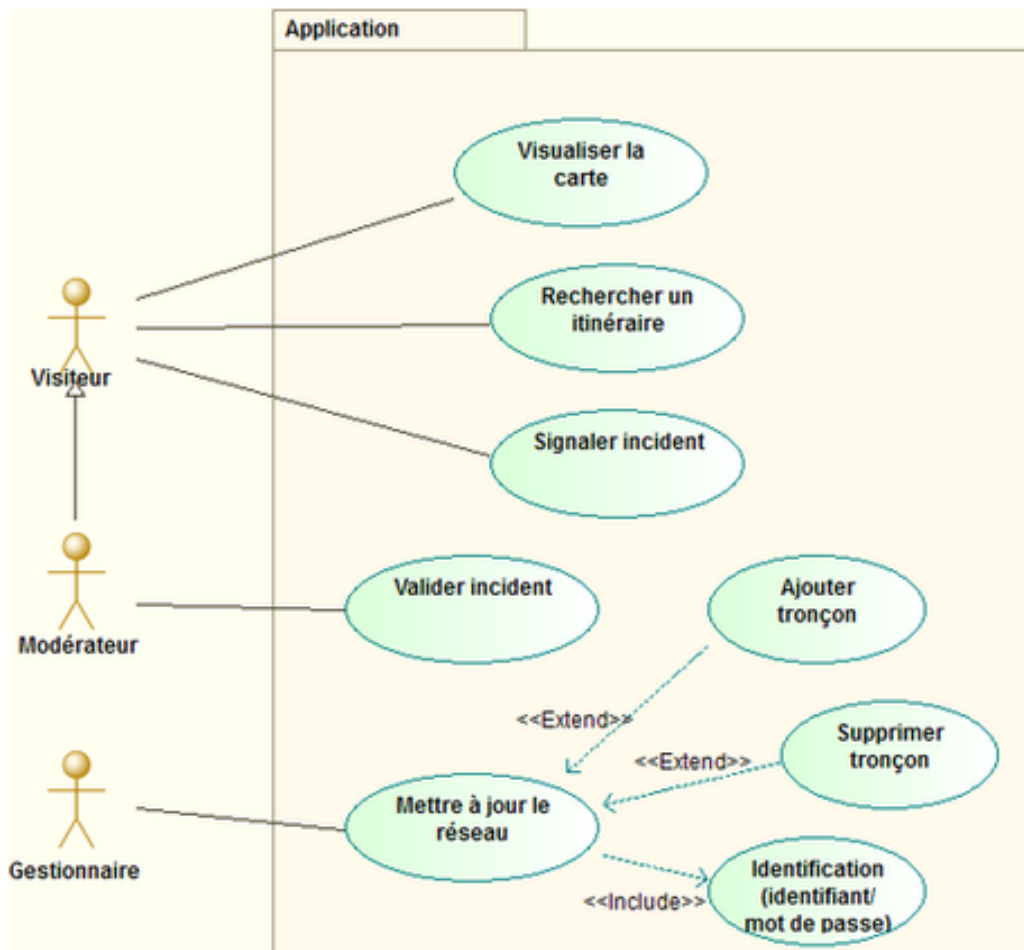 Application
Visualiser la
carte
Rechercher un
itinéraire
Visiteur
Signaler incident
Valider incident
Ajouter
tronçon
Modérateur
<<Extend>>
Supprimer
tronçon
<<Extend>>
Mettre à jour le
réseau
Gestionnaire
Identification
(identifiant/
mot de passe)
<<Include>>